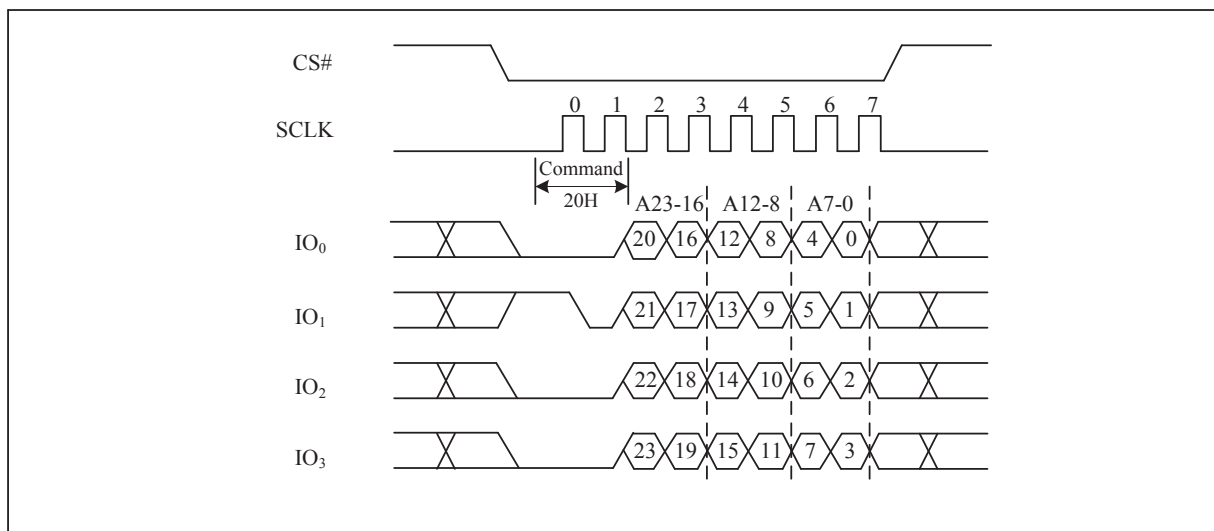 CS#
0 1 2 3 4 5 6 7
SCLK
Command
20H
A23-16 A12-8 A7-0
IO0 20 16 12 8 4 0
IO1 21 17 13 9 5 1
IO2 22 18 14 10 6 2
IO3 23 19 15 11 7 3